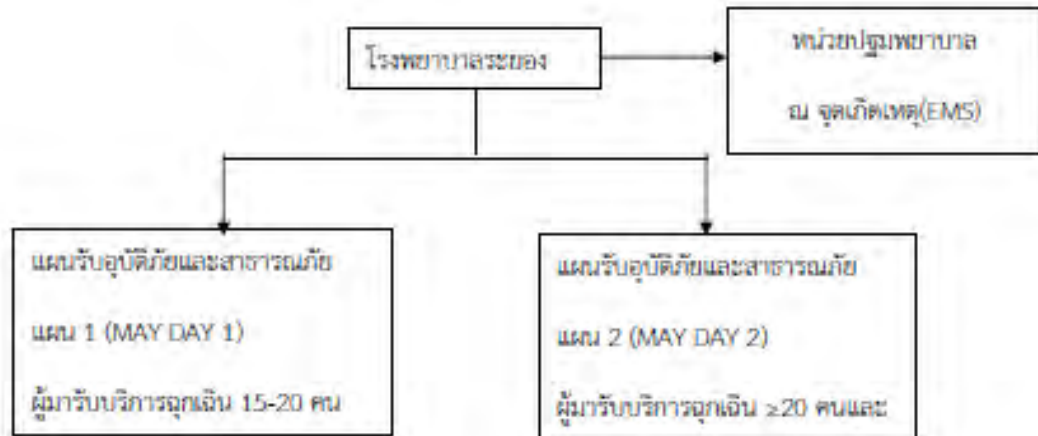 โรงพยาบาลระยอง
หน่วยปฐมพยาบาล
ณ จุดเกิดเหตุ(EMS)
แผนรับอุบัติภัยและสาธารณภัย
แผน 1 (MAY DAY 1)
ผู้มารับบริการฉุกเฉิน 15-20 คน
แผนรับอุบัติภัยและสาธารณภัย
แผน 2 (MAY DAY 2)
ผู้มารับบริการฉุกเฉิน ≥20 คนและ